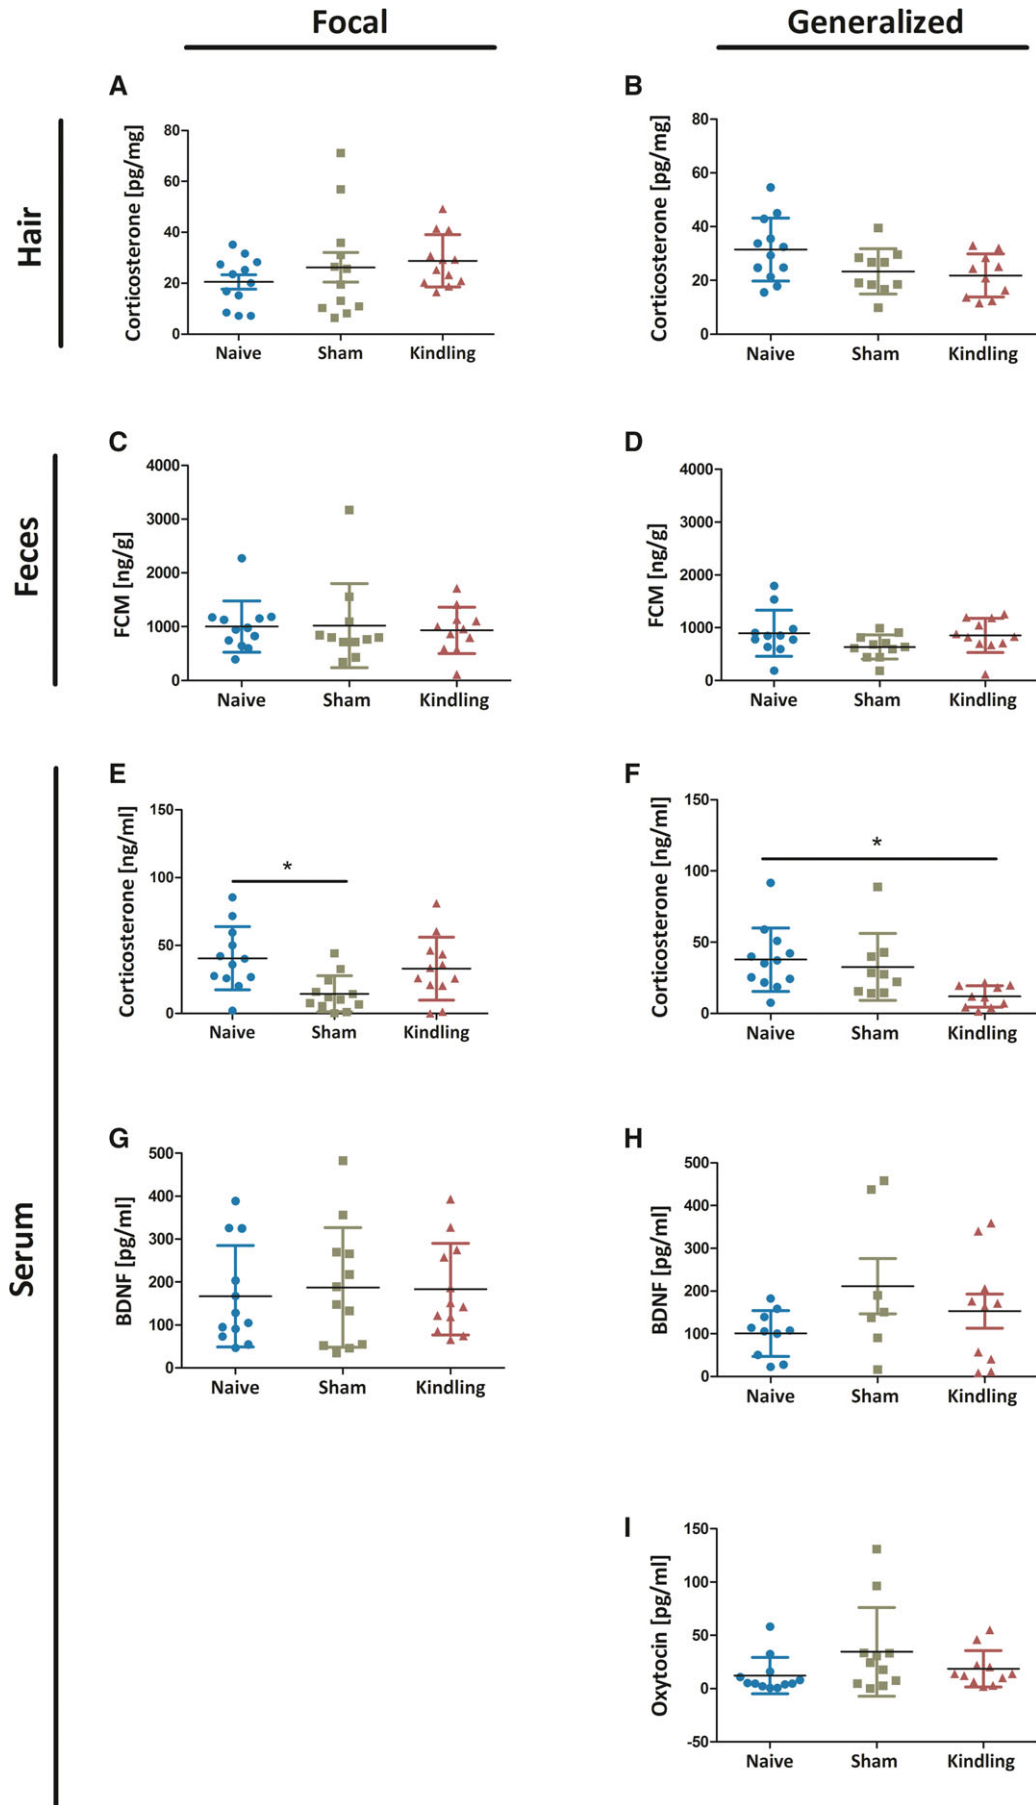 Focal
Generalized
Hair
A
Corticosterone [pg/mg]
80
60
40
20
0
Naive Sham Kindling
B
Corticosterone [pg/mg]
80
60
40
20
0
Naive Sham Kindling
Feces
C
FCM [ng/g]
4000
3000
2000
1000
0
Naive Sham Kindling
D
FCM [ng/g]
4000
3000
2000
1000
0
Naive Sham Kindling
Serum
E
Corticosterone [ng/ml]
150
100
50
0
*
Naive Sham Kindling
F
Corticosterone [ng/ml]
150
100
50
0
*
Naive Sham Kindling
G
BDNF [pg/ml]
500
400
300
200
100
0
Naive Sham Kindling
H
BDNF [pg/ml]
500
400
300
200
100
0
Naive Sham Kindling
I
Oxytocin [pg/ml]
150
100
50
0
-50
Naive Sham Kindling